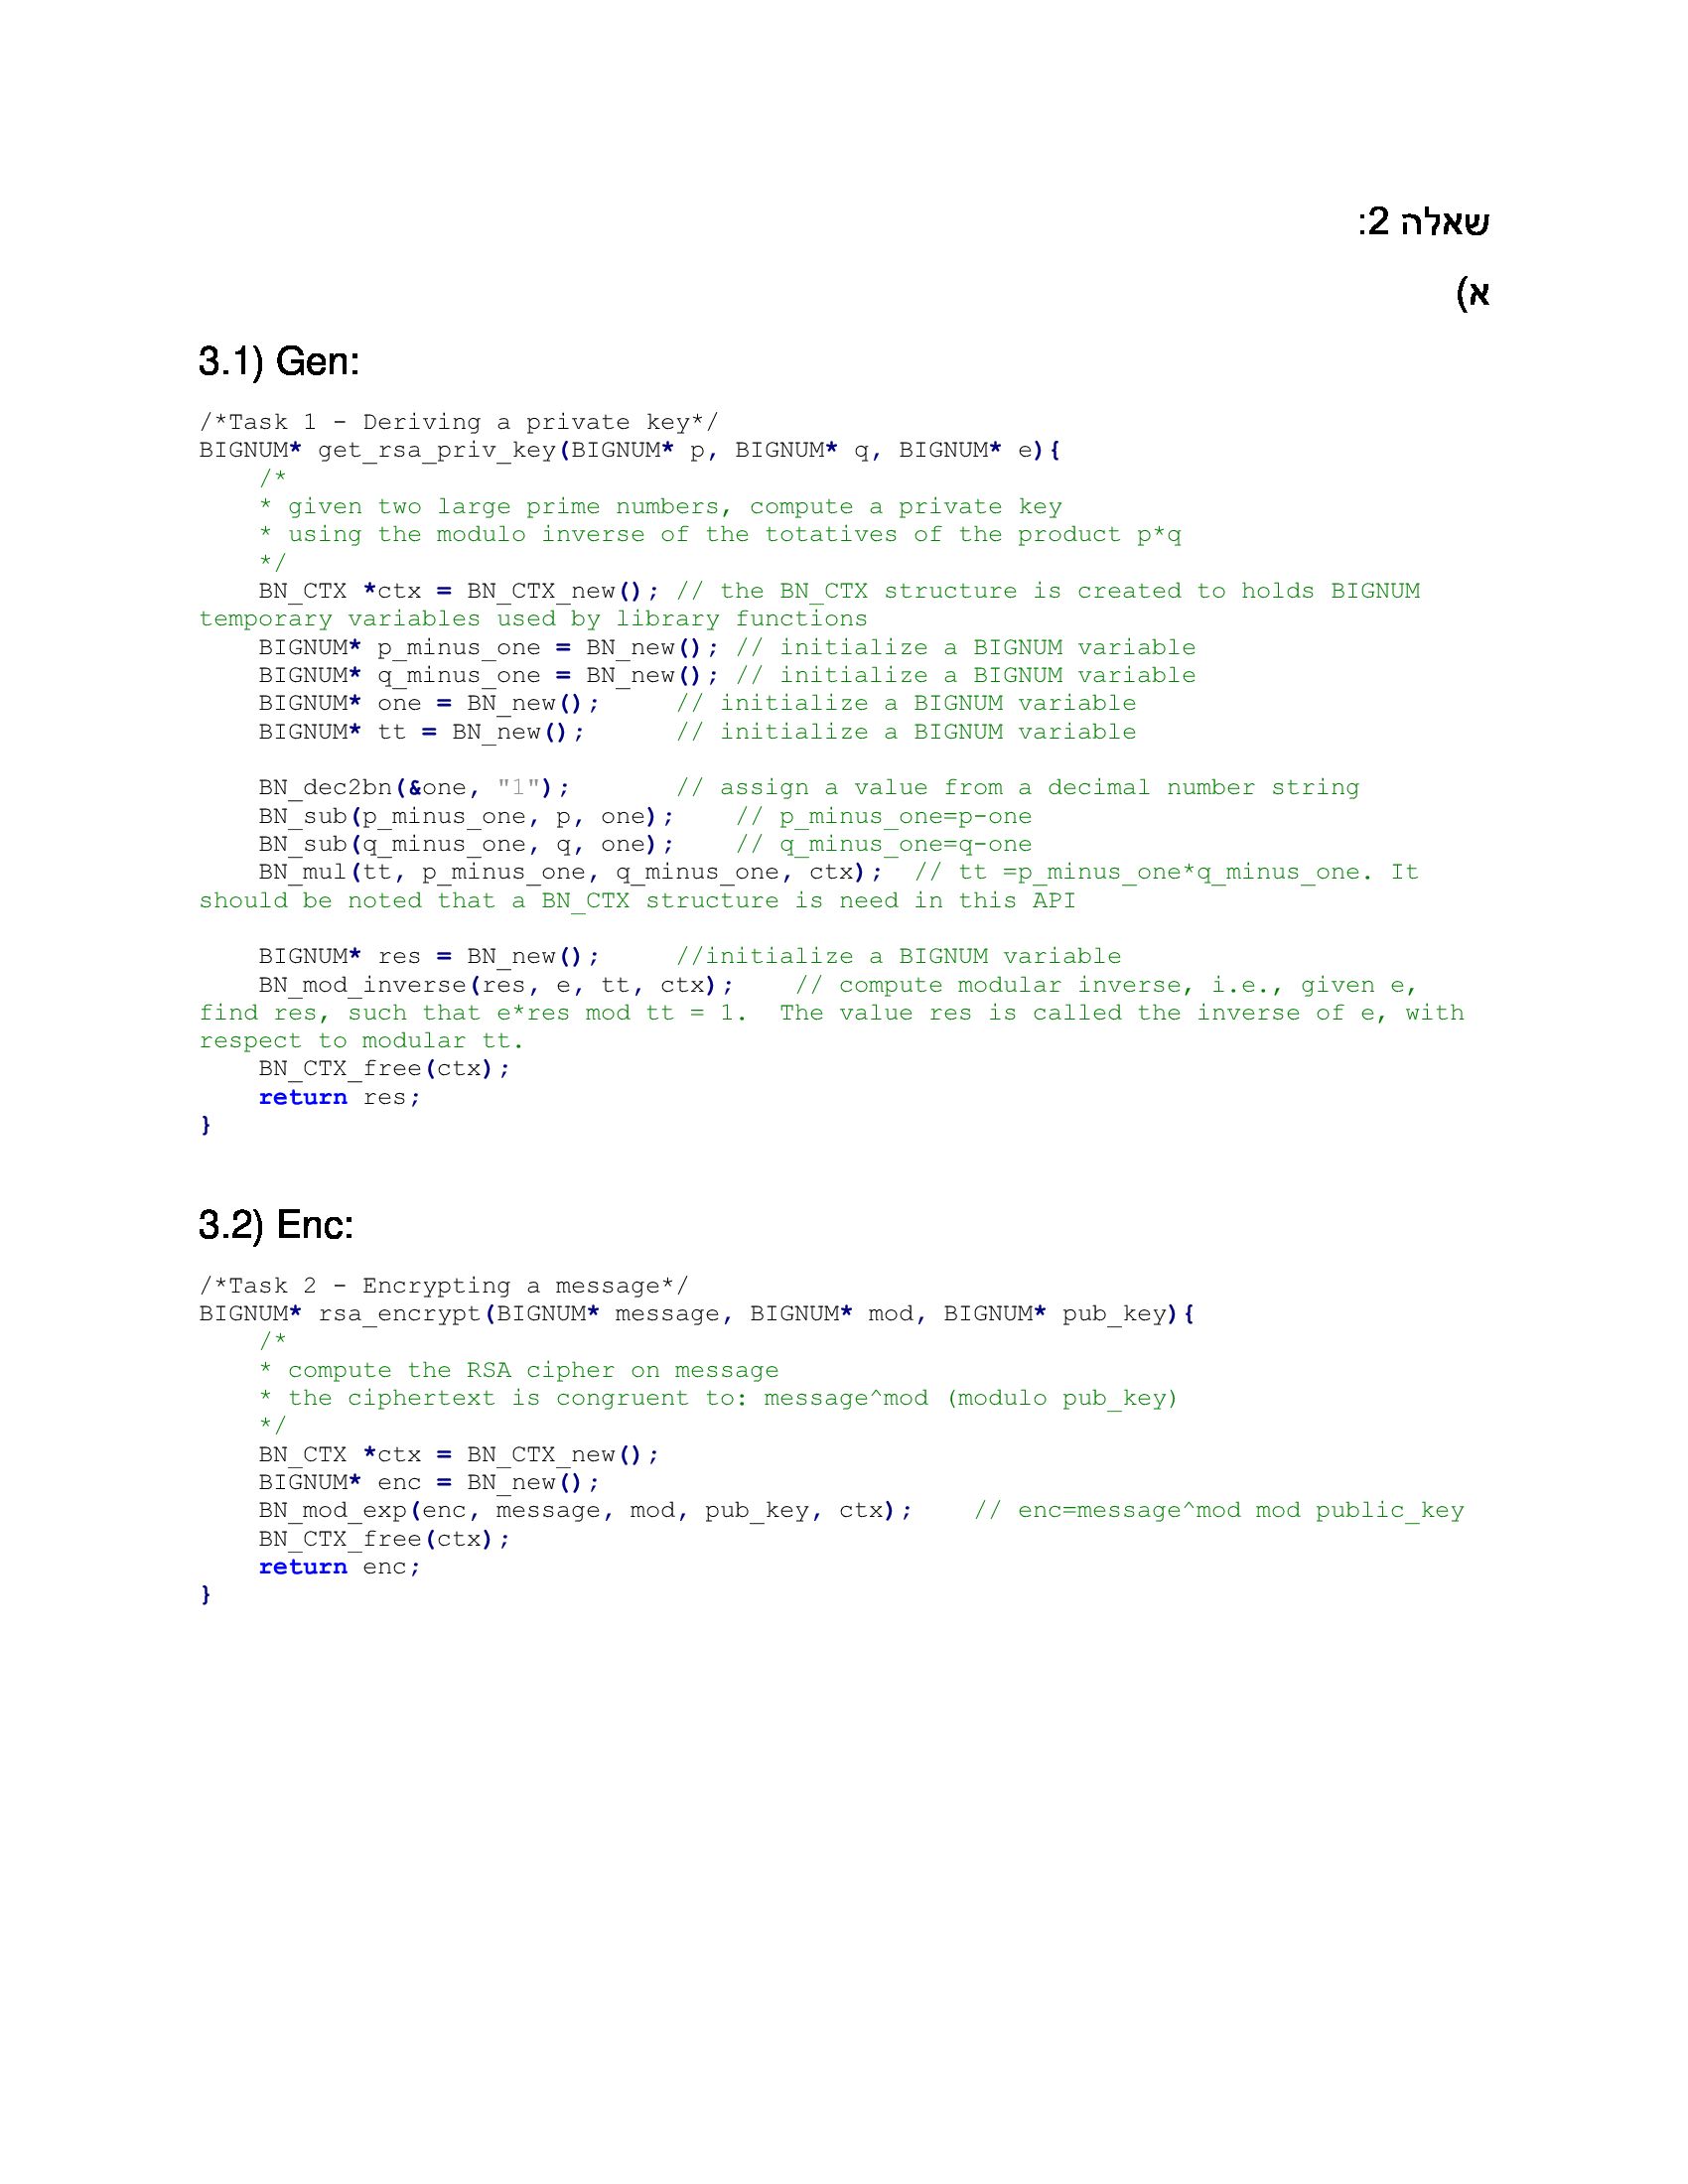 שאלה 2:
א)
3.1) Gen:
/*Task 1 - Deriving a private key*/
BIGNUM* get_rsa_priv_key(BIGNUM* p, BIGNUM* q, BIGNUM* e){
    /*
    * given two large prime numbers, compute a private key
    * using the modulo inverse of the totatives of the product p*q
    */
    BN_CTX *ctx = BN_CTX_new(); // the BN_CTX structure is created to holds BIGNUM
temporary variables used by library functions
    BIGNUM* p_minus_one = BN_new(); // initialize a BIGNUM variable
    BIGNUM* q_minus_one = BN_new(); // initialize a BIGNUM variable
    BIGNUM* one = BN_new();     // initialize a BIGNUM variable
    BIGNUM* tt = BN_new();      // initialize a BIGNUM variable

    BN_dec2bn(&one, "1");       // assign a value from a decimal number string
    BN_sub(p_minus_one, p, one);    // p_minus_one=p-one
    BN_sub(q_minus_one, q, one);    // q_minus_one=q-one
    BN_mul(tt, p_minus_one, q_minus_one, ctx);  // tt =p_minus_one*q_minus_one. It
should be noted that a BN_CTX structure is need in this API

    BIGNUM* res = BN_new();     //initialize a BIGNUM variable
    BN_mod_inverse(res, e, tt, ctx);    // compute modular inverse, i.e., given e,
find res, such that e*res mod tt = 1.  The value res is called the inverse of e, with
respect to modular tt.
    BN_CTX_free(ctx);
    return res;
}
3.2) Enc:
/*Task 2 - Encrypting a message*/
BIGNUM* rsa_encrypt(BIGNUM* message, BIGNUM* mod, BIGNUM* pub_key){
    /*
    * compute the RSA cipher on message
    * the ciphertext is congruent to: message^mod (modulo pub_key)
    */
    BN_CTX *ctx = BN_CTX_new();
    BIGNUM* enc = BN_new();
    BN_mod_exp(enc, message, mod, pub_key, ctx);    // enc=message^mod mod public_key
    BN_CTX_free(ctx);
    return enc;
}